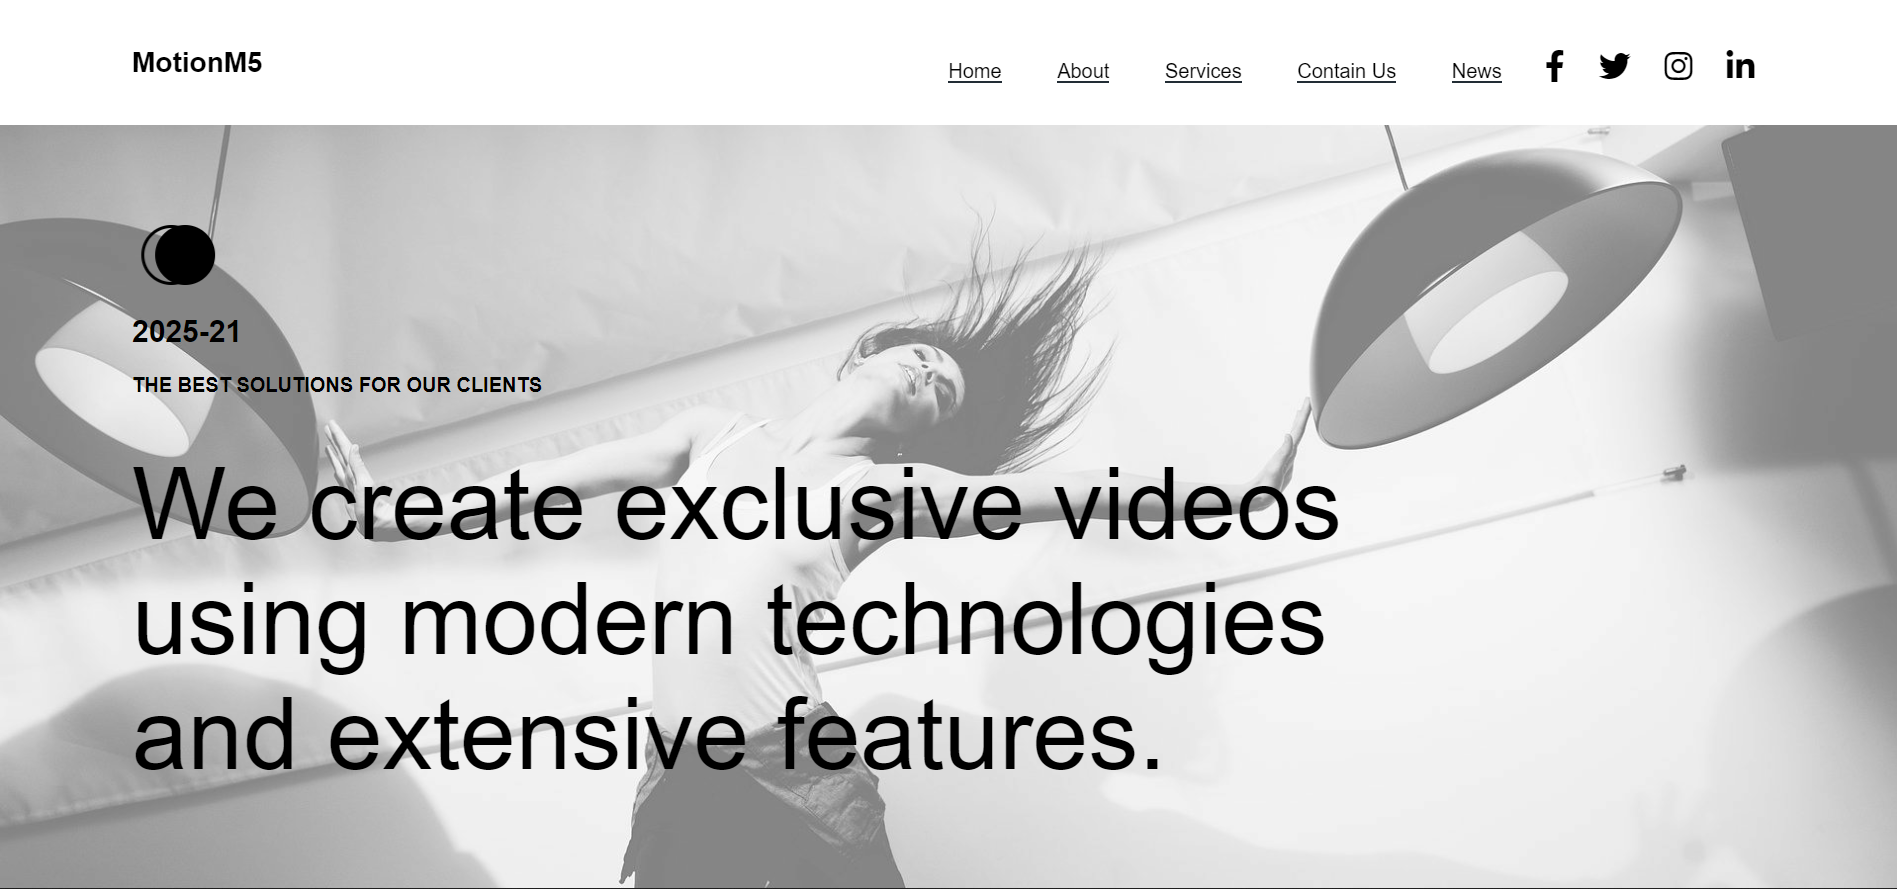 MotionM5
Home About Services Contain Us News
2025-21
THE BEST SOLUTIONS FOR OUR CLIENTS
We create exclusive videos
using modern technologies
and extensive features.